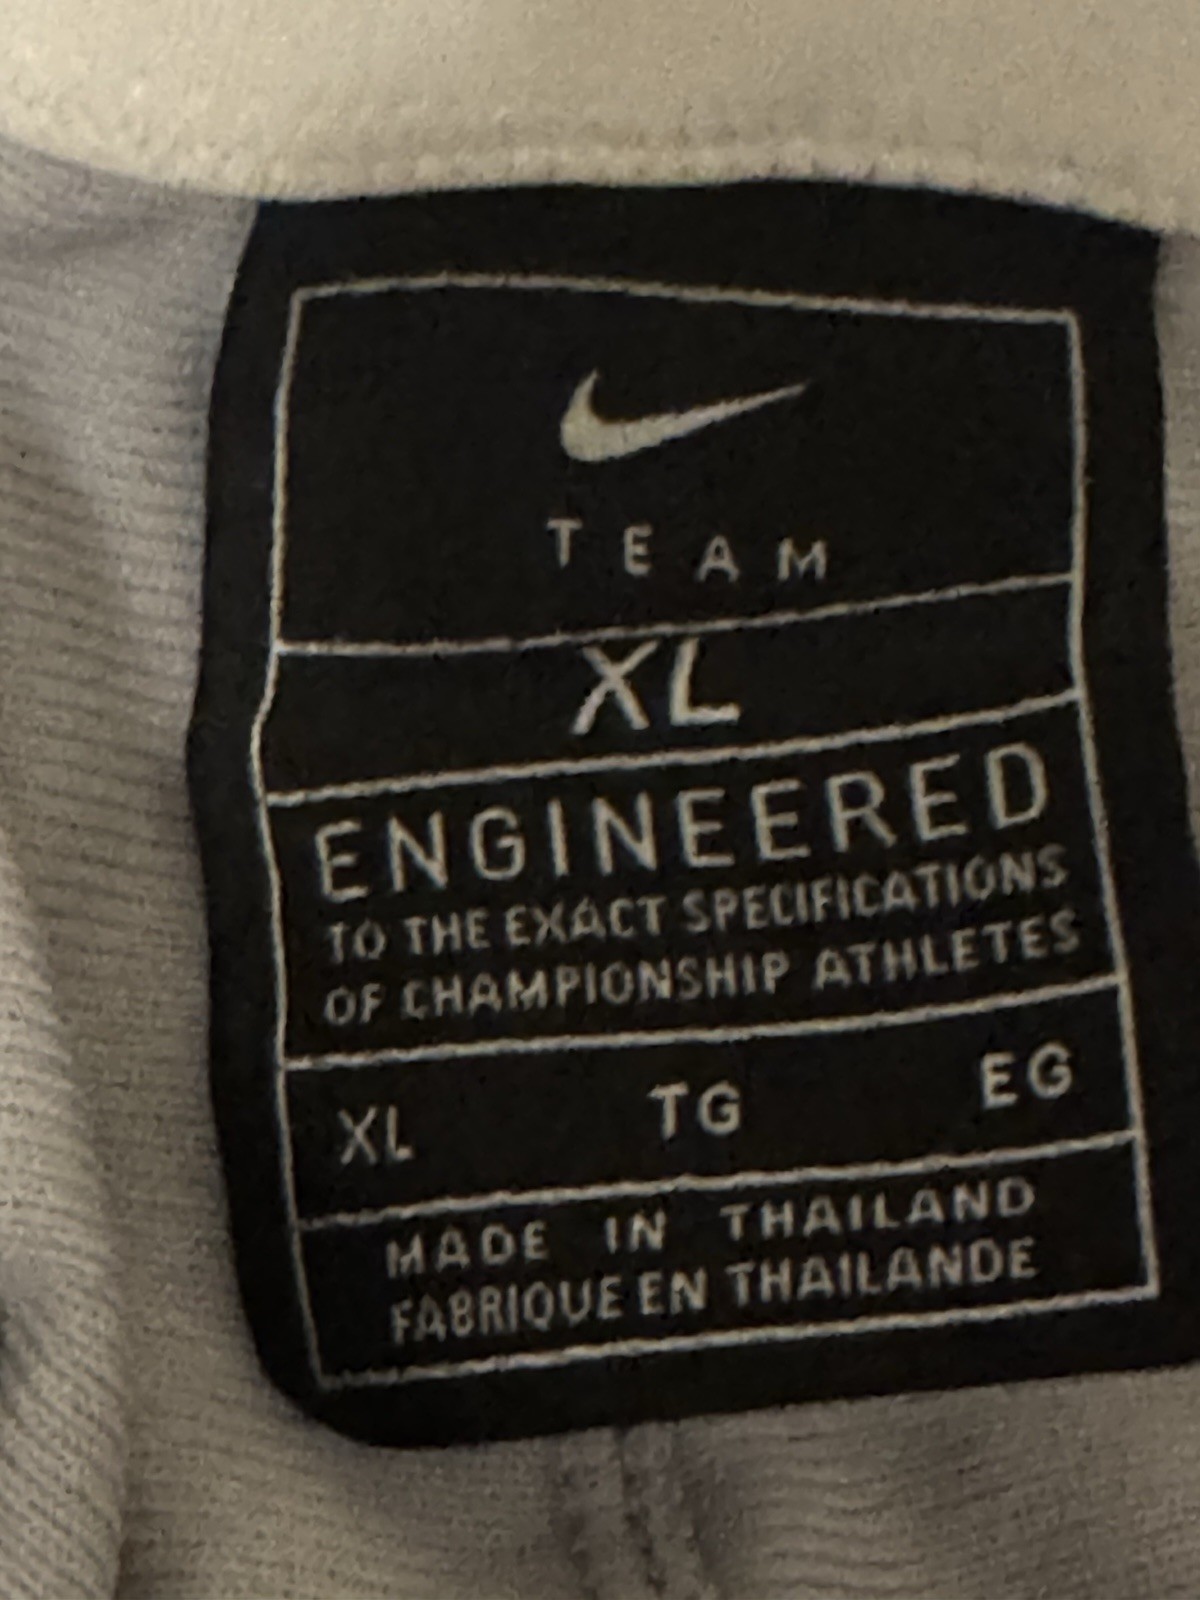 TEAM
XL
ENGINEERED
TO THE EXACT SPECIFICATIONS
OF CHAMPIONSHIP ATHLETES
XL TG EG
MADE IN THAILAND
FABRIQUE EN THAILANDE